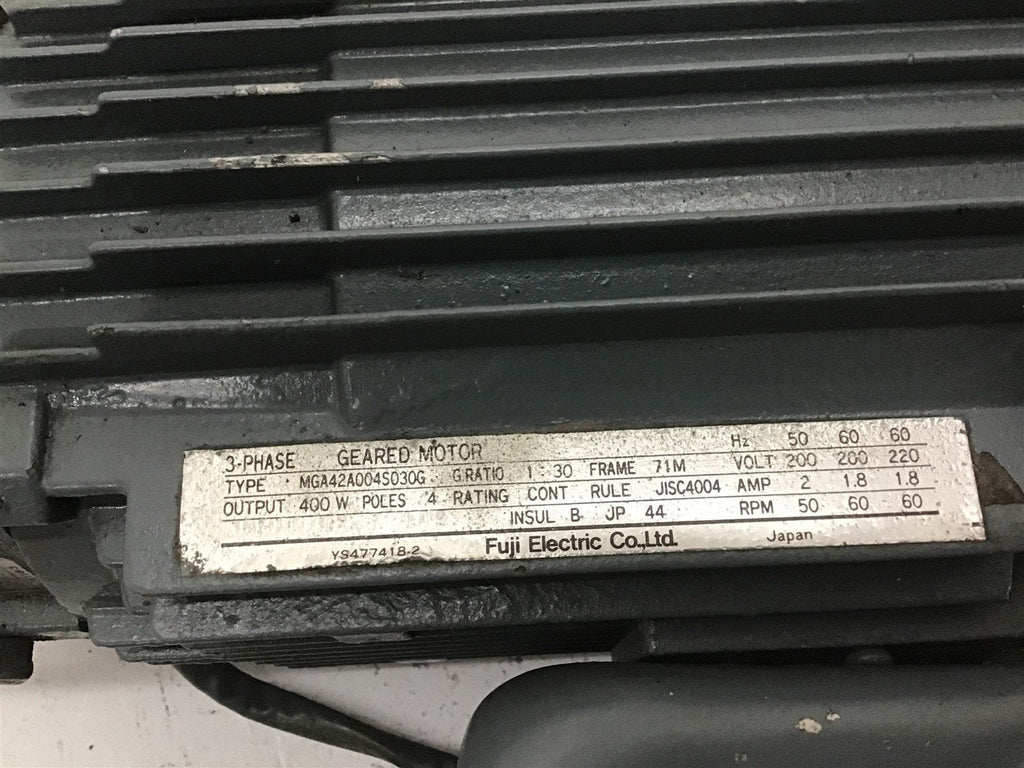 3-PHASE GEARED MOTOR Hz 50 60 60
TYPE MGA42A004S030G G RATIO 1 : 30 FRAME 71M VOLT 200 200 220
OUTPUT 400 W POLES 4 RATING CONT RULE JISC4004 AMP 2 1.8 1.8
INSUL B JP 44 RPM 50 60 60
YS477418-2 Fuji Electric Co.,Ltd. Japan